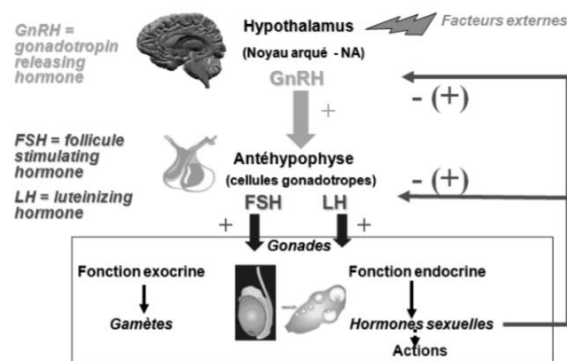 GnRH =
gonadotropin
releasing
hormone
Hypothalamus
(Noyau arqué - NA)
GnRH
Facteurs externes
- (+)
+
FSH = follicule
stimulating
hormone
LH = luteinizing
hormone
Antéhypophyse
(cellules gonadotropes)
FSH LH
- (+)
+ +
Gonades
Fonction exocrine
Gamètes
Fonction endocrine
Hormones sexuelles
Actions